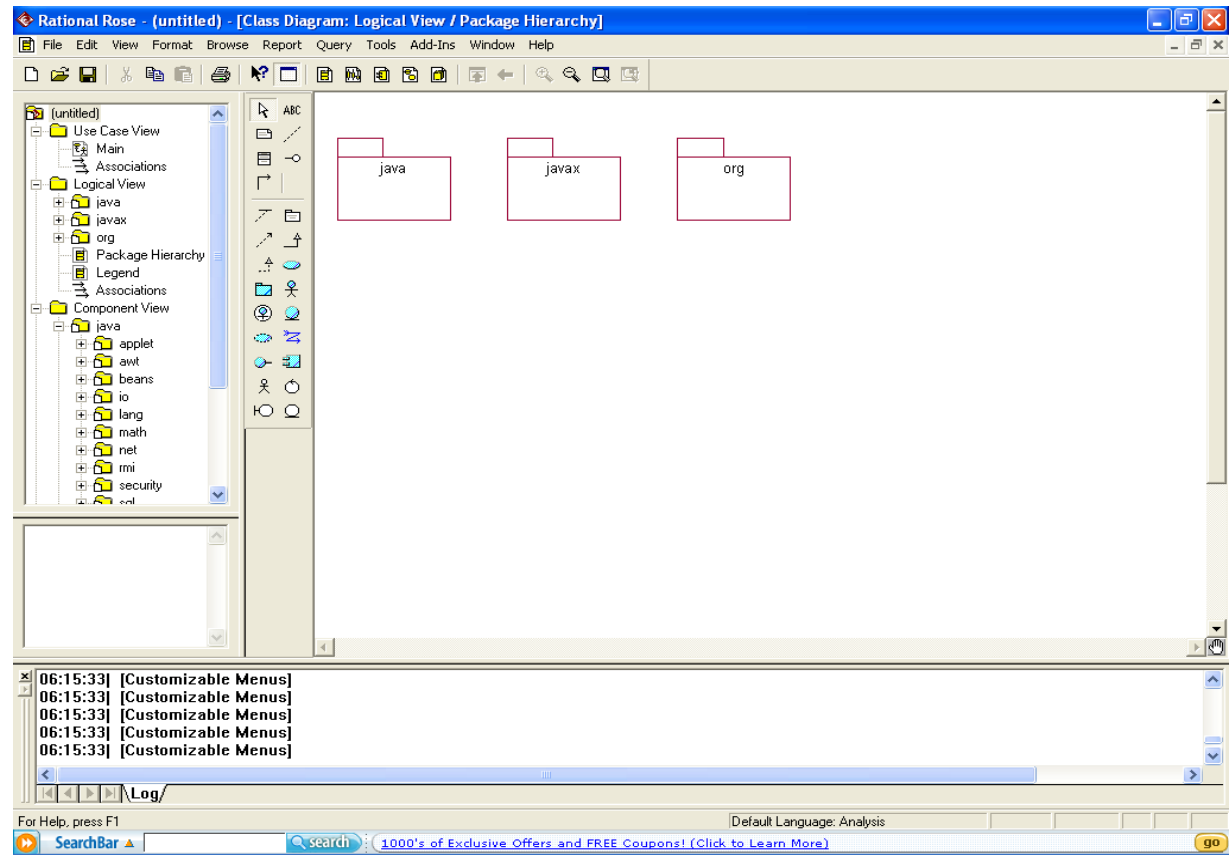 Rational Rose - (untitled) - [Class Diagram: Logical View / Package Hierarchy]
File Edit View Format Browse Report Query Tools Add-Ins Window Help
ABC
(untitled)
Use Case View
Main
Associations
Logical View
java
javax
org
Package Hierarchy
Legend
Associations
Component View
java
applet
awt
beans
io
lang
math
net
rmi
security
sql
java
javax
org
06:15:33| [Customizable Menus]
06:15:33| [Customizable Menus]
06:15:33| [Customizable Menus]
06:15:33| [Customizable Menus]
06:15:33| [Customizable Menus]
Log
For Help, press F1
Default Language: Analysis
SearchBar
search
1000's of Exclusive Offers and FREE Coupons! (Click to Learn More)
go